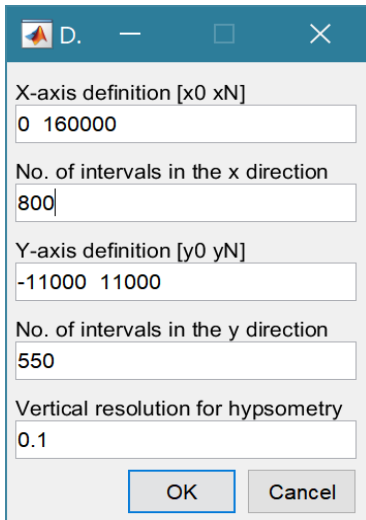 D.
X-axis definition [x0 xN]
0  160000
No. of intervals in the x direction
800
Y-axis definition [y0 yN]
-11000  11000
No. of intervals in the y direction
550
Vertical resolution for hypsometry
0.1
OK Cancel